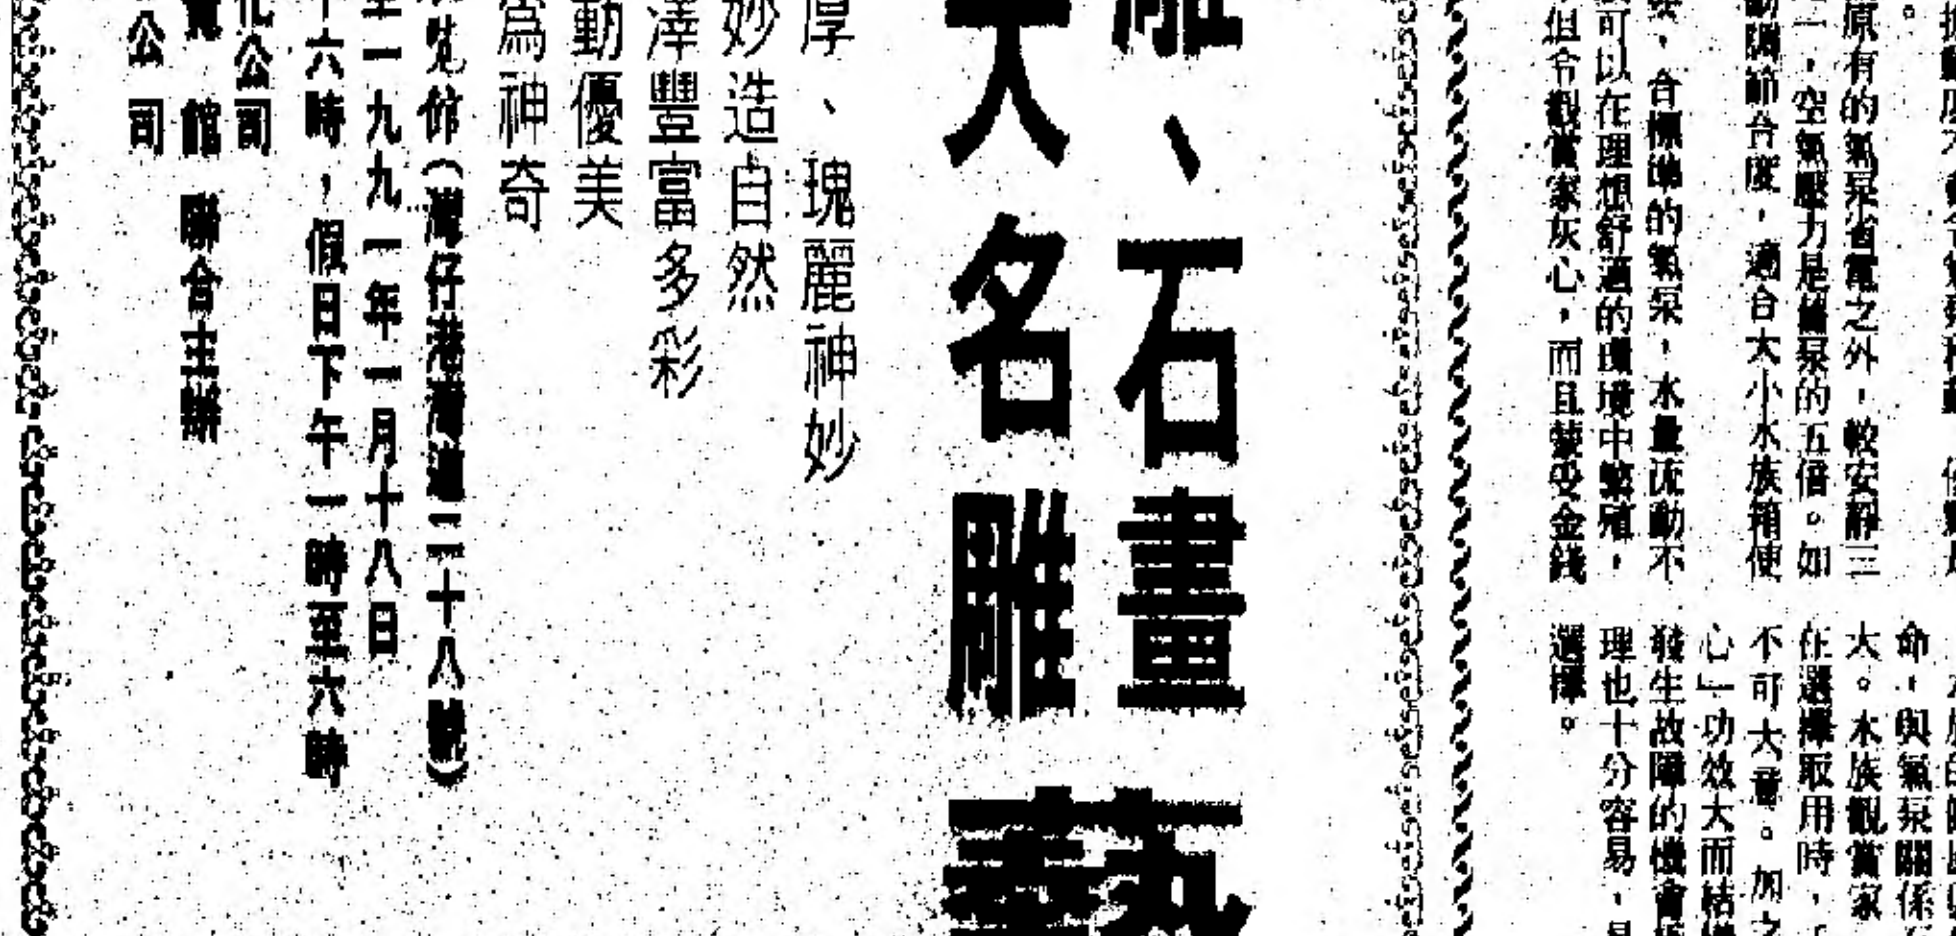 原有的氣泵省電之外，較安靜三
一，空氣壓力是舊泵的五倍。如
調節合度，適合大小水族箱使
，合標準的氣泵，水量流動不
可以在理想舒適的環境中繁殖，
但令觀賞家灰心，而且蒙受金錢
命，與氣泵關係
大。水族觀賞家
在選擇取用時，
不可大意。加之
心」功效大而結構
發生故障的機會
理也十分容易，
選擇。
、石畫藝
名雕
厚、瑰麗神妙
妙造自然
澤豐富多彩
動優美
為神奇
覽館（灣仔港灣道二十八號）
至一九九一年一月十八日
六時，假日下午一時至六時
化公司
館 聯合主辦
公司